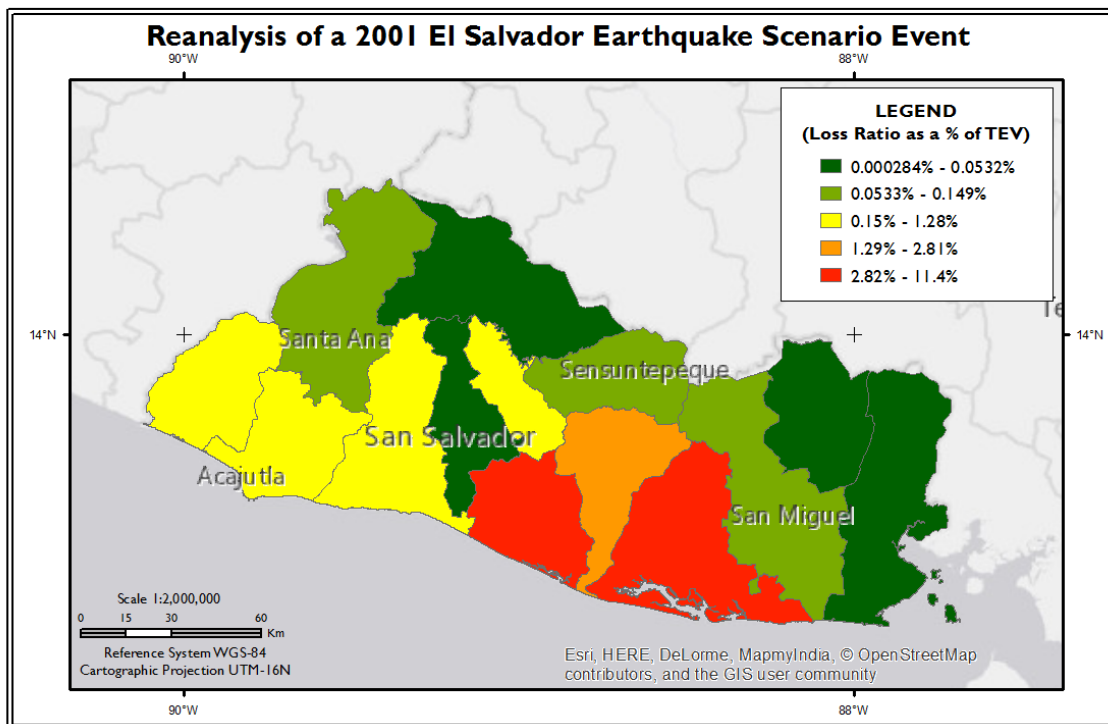 Reanalysis of a 2001 El Salvador Earthquake Scenario Event
90°W
88°W
LEGEND
(Loss Ratio as a % of TEV)
0.000284% - 0.0532%
0.0533% - 0.149%
0.15% - 1.28%
1.29% - 2.81%
2.82% - 11.4%
Te
14°N
14°N
Santa Ana
Sensuntepeque
San Salvador
Acajutla
San Miguel
Scale 1:2,000,000
0 15 30 60
Km
Reference System WGS-84
Cartographic Projection UTM-16N
Esri, HERE, DeLorme, MapmyIndia, © OpenStreetMap
contributors, and the GIS user community
90°W
88°W